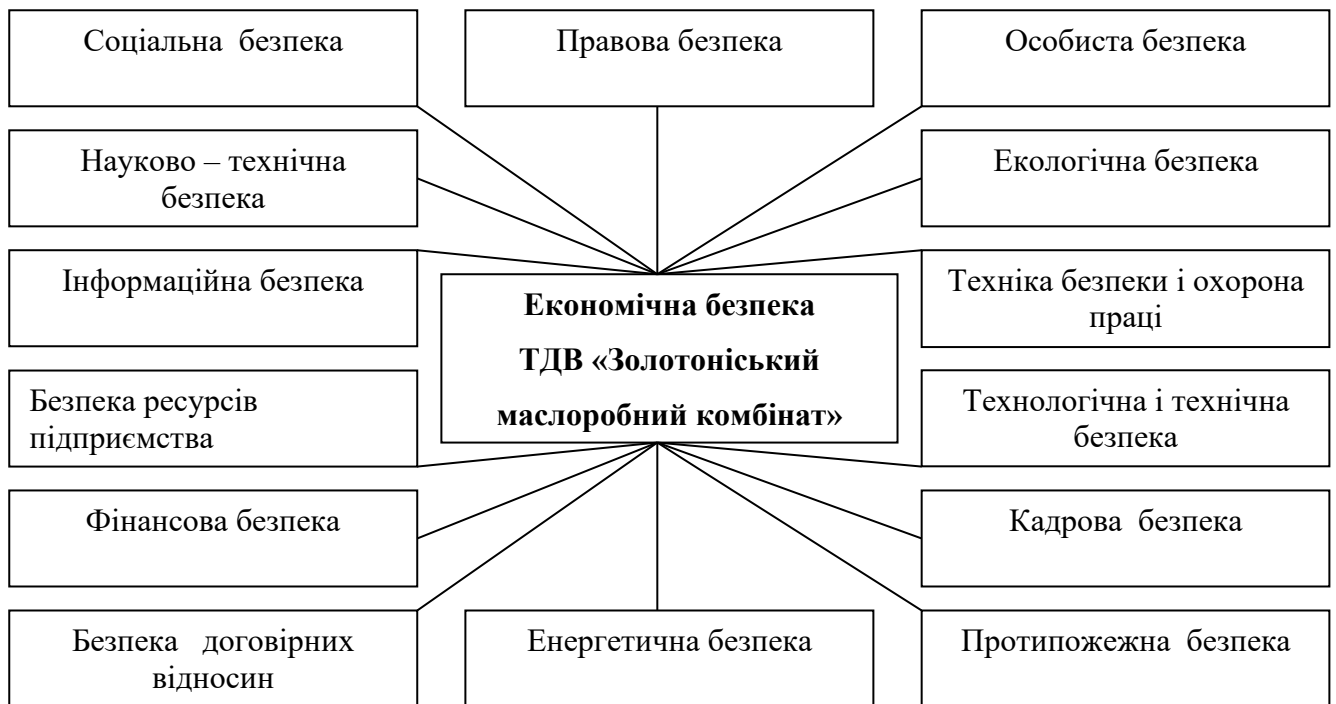 Соціальна безпека
Правова безпека
Особиста безпека
Науково – технічна
безпека
Екологічна безпека
Інформаційна безпека
Економічна безпека
ТДВ «Золотоніський
маслоробний комбінат»
Техніка безпеки і охорона
праці
Безпека ресурсів
підприємства
Технологічна і технічна
безпека
Фінансова безпека
Кадрова безпека
Безпека договірних
відносин
Енергетична безпека
Протипожежна безпека